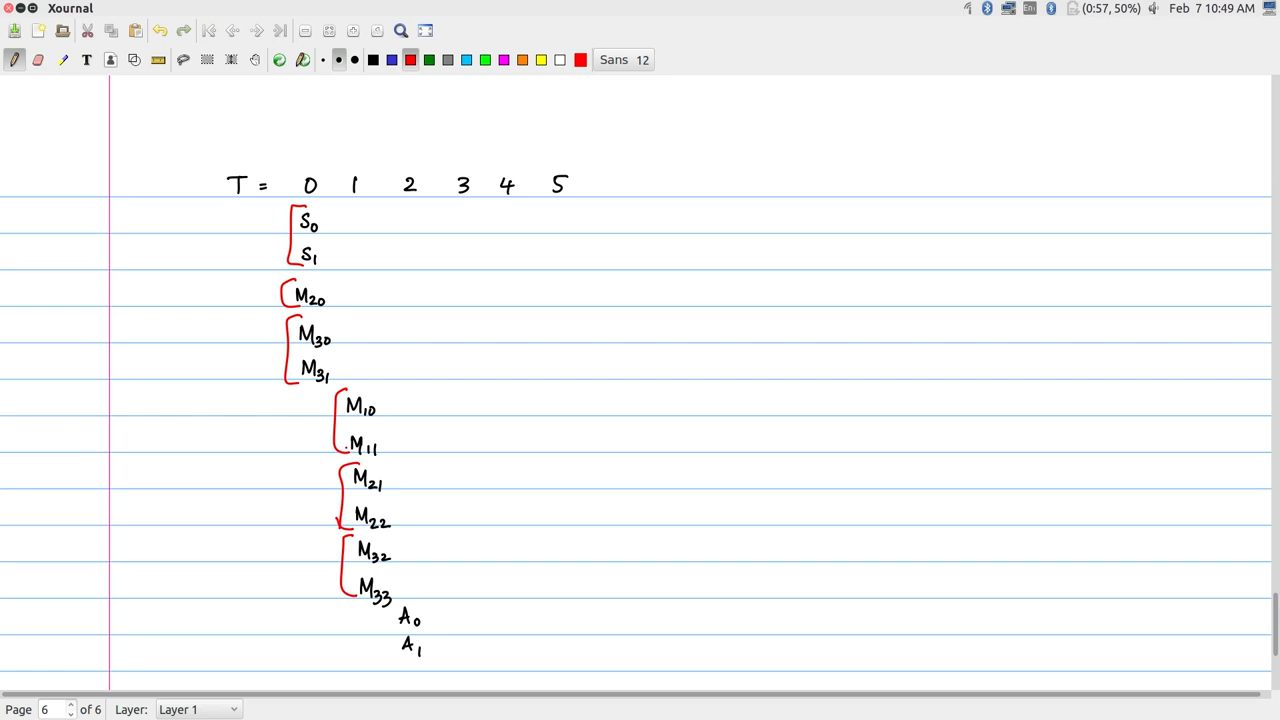 Xournal
(0:57, 50%)
En
Feb 7 10:49 AM
T
Sans 12
T = 0 1 2 3 4 5
S0
S1
M20
M30
M31
M10
M11
M21
M22
M32
M33
A0
A1
Page 6 of 6 Layer: Layer 1